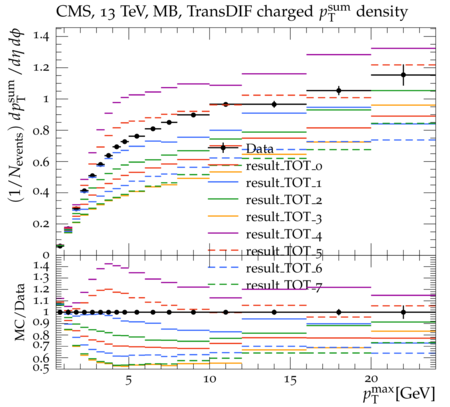 CMS, 13 TeV, MB, TransDIF charged p_T^sum density
(1/N_events) dp_T^sum/dη dφ
1.4
1.2
1
0.8
0.6
0.4
0.2
0
Data
result_TOT_0
result_TOT_1
result_TOT_2
result_TOT_3
result_TOT_4
result_TOT_5
result_TOT_6
result_TOT_7
MC/Data
1.4
1.3
1.2
1.1
1
0.9
0.8
0.7
0.6
0.5
5
10
15
20
p_T^max[GeV]